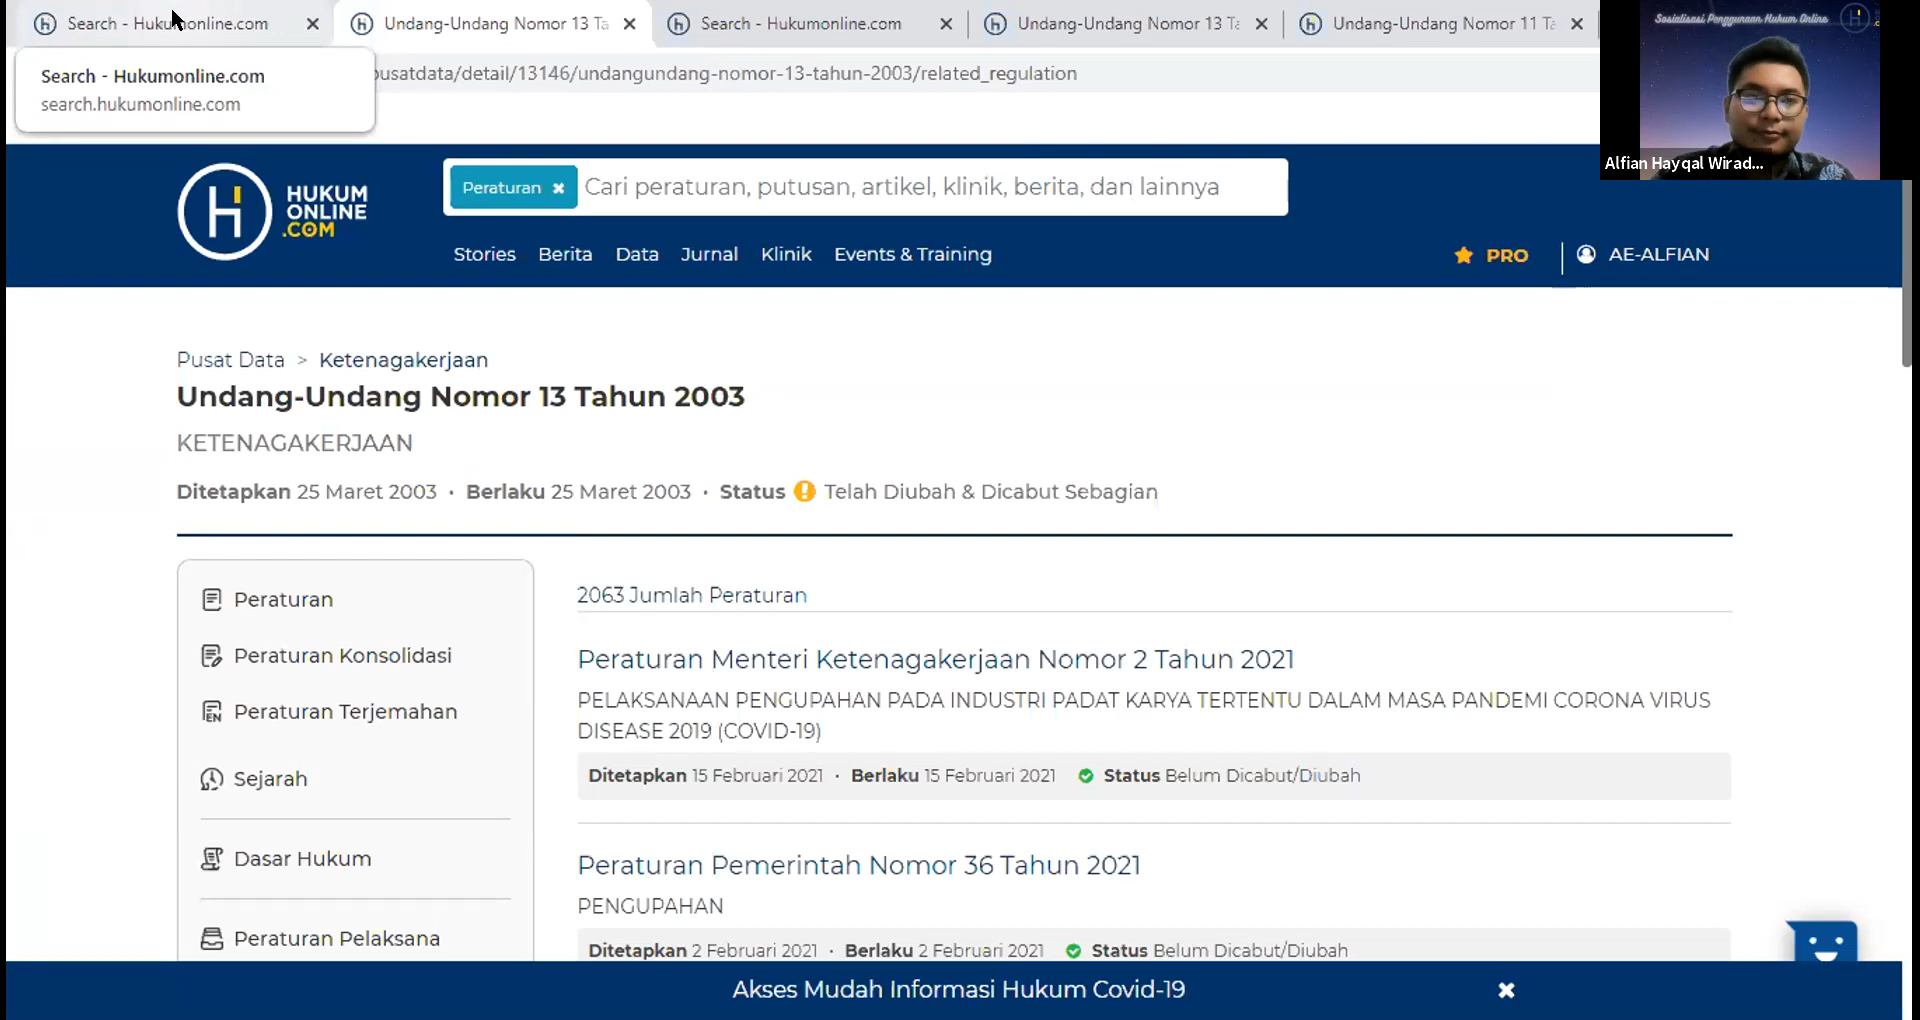 Search - Hukumonline.com
Undang-Undang Nomor 13 Ta
Search - Hukumonline.com
Undang-Undang Nomor 13 Ta
Undang-Undang Nomor 11 Ta
Sosialisasi Penggunaan Hukum Online
Search - Hukumonline.com
search.hukumonline.com
pusatdata/detail/13146/undangundang-nomor-13-tahun-2003/related_regulation
Alfian Hayqal Wirad...
HUKUM
ONLINE
.COM
Peraturan
Cari peraturan, putusan, artikel, klinik, berita, dan lainnya
Stories Berita Data Jurnal Klinik Events & Training
PRO
AE-ALFIAN
Pusat Data > Ketenagakerjaan
Undang-Undang Nomor 13 Tahun 2003
KETENAGAKERJAAN
Ditetapkan 25 Maret 2003 · Berlaku 25 Maret 2003 · Status Telah Diubah & Dicabut Sebagian
Peraturan
Peraturan Konsolidasi
EN Peraturan Terjemahan
Sejarah
Dasar Hukum
Peraturan Pelaksana
2063 Jumlah Peraturan
Peraturan Menteri Ketenagakerjaan Nomor 2 Tahun 2021
PELAKSANAAN PENGUPAHAN PADA INDUSTRI PADAT KARYA TERTENTU DALAM MASA PANDEMI CORONA VIRUS
DISEASE 2019 (COVID-19)
Ditetapkan 15 Februari 2021 · Berlaku 15 Februari 2021 Status Belum Dicabut/Diubah
Peraturan Pemerintah Nomor 36 Tahun 2021
PENGUPAHAN
Ditetapkan 2 Februari 2021 · Berlaku 2 Februari 2021 Status Belum Dicabut/Diubah
Akses Mudah Informasi Hukum Covid-19